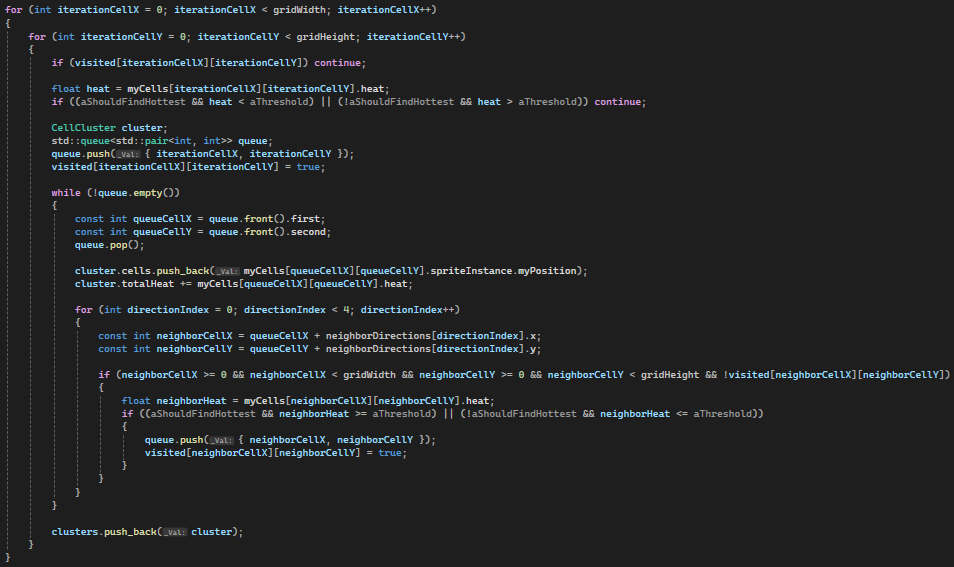 for (int iterationCellX = 0; iterationCellX < gridWidth; iterationCellX++)
{
for (int iterationCellY = 0; iterationCellY < gridHeight; iterationCellY++)
{
if (visited[iterationCellX][iterationCellY]) continue;
float heat = myCells[iterationCellX][iterationCellY].heat;
if ((aShouldFindHottest && heat < aThreshold) || (!aShouldFindHottest && heat > aThreshold)) continue;
CellCluster cluster;
std::queue<std::pair<int, int>> queue;
queue.push(_Val: { iterationCellX, iterationCellY });
visited[iterationCellX][iterationCellY] = true;
while (!queue.empty())
{
const int queueCellX = queue.front().first;
const int queueCellY = queue.front().second;
queue.pop();
cluster.cells.push_back(_Val: myCells[queueCellX][queueCellY].spriteInstance.myPosition);
cluster.totalHeat += myCells[queueCellX][queueCellY].heat;
for (int directionIndex = 0; directionIndex < 4; directionIndex++)
{
const int neighborCellX = queueCellX + neighborDirections[directionIndex].x;
const int neighborCellY = queueCellY + neighborDirections[directionIndex].y;
if (neighborCellX >= 0 && neighborCellX < gridWidth && neighborCellY >= 0 && neighborCellY < gridHeight && !visited[neighborCellX][neighborCellY])
{
float neighborHeat = myCells[neighborCellX][neighborCellY].heat;
if ((aShouldFindHottest && neighborHeat >= aThreshold) || (!aShouldFindHottest && neighborHeat <= aThreshold))
{
queue.push(_Val: { neighborCellX, neighborCellY });
visited[neighborCellX][neighborCellY] = true;
}
}
}
}
clusters.push_back(_Val: cluster);
}
}